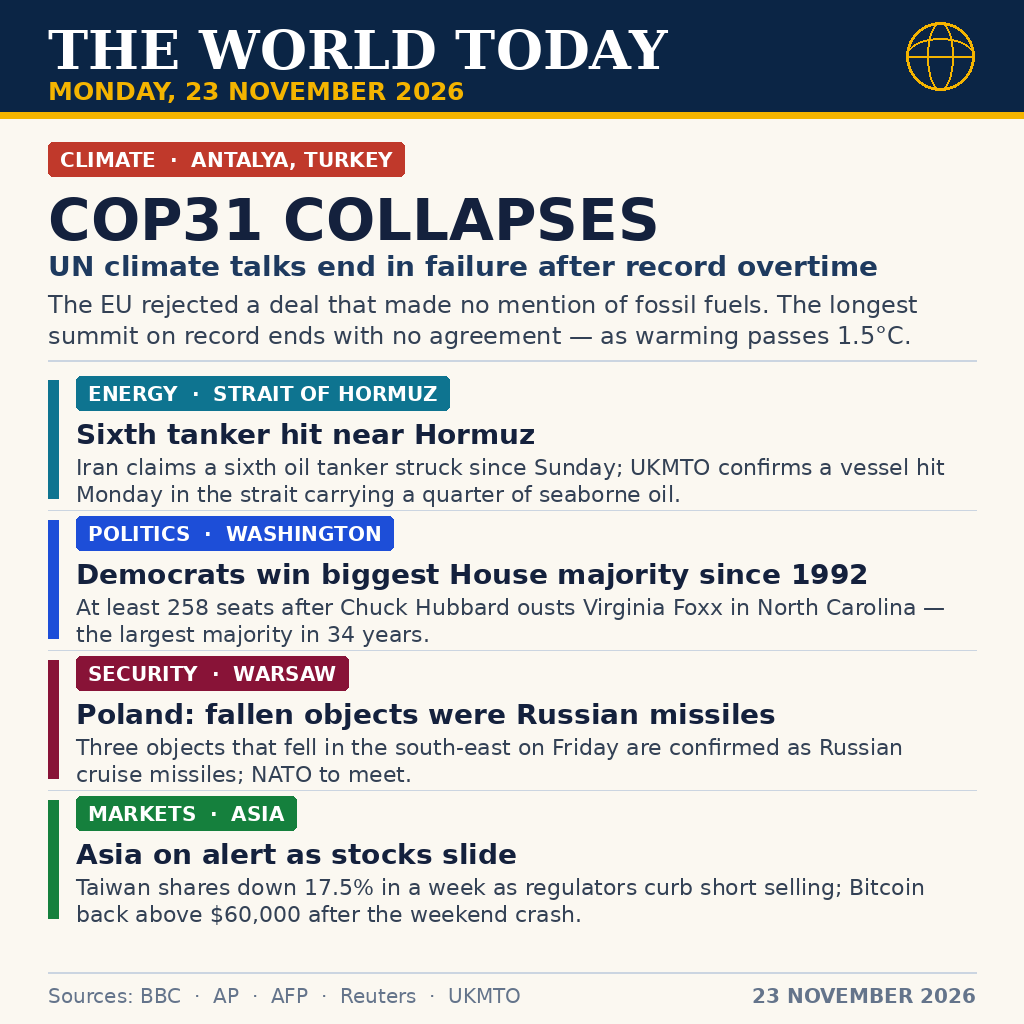 THE WORLD TODAY
MONDAY, 23 NOVEMBER 2026
CLIMATE · ANTALYA, TURKEY
COP31 COLLAPSES
UN climate talks end in failure after record overtime
The EU rejected a deal that made no mention of fossil fuels. The longest
summit on record ends with no agreement — as warming passes 1.5°C.
ENERGY · STRAIT OF HORMUZ
Sixth tanker hit near Hormuz
Iran claims a sixth oil tanker struck since Sunday; UKMTO confirms a vessel hit
Monday in the strait carrying a quarter of seaborne oil.
POLITICS · WASHINGTON
Democrats win biggest House majority since 1992
At least 258 seats after Chuck Hubbard ousts Virginia Foxx in North Carolina —
the largest majority in 34 years.
SECURITY · WARSAW
Poland: fallen objects were Russian missiles
Three objects that fell in the south-east on Friday are confirmed as Russian
cruise missiles; NATO to meet.
MARKETS · ASIA
Asia on alert as stocks slide
Taiwan shares down 17.5% in a week as regulators curb short selling; Bitcoin
back above $60,000 after the weekend crash.
Sources: BBC · AP · AFP · Reuters · UKMTO
23 NOVEMBER 2026